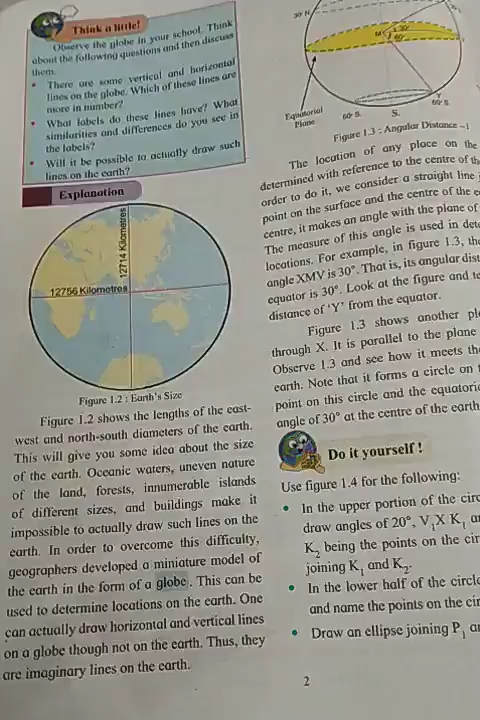 Think a little!
Observe the globe in your school. Think
about the following questions and then discuss
them.
• There are some vertical and horizontal
lines on the globe. Which of these lines are
more in number?
• What labels do these lines have? What
similarities and differences do you see in
the labels?
• Will it be possible to actually draw such
lines on the earth?
Explanation
12714 Kilometres
12756 Kilometres
Figure 1.2 : Earth's Size
Figure 1.2 shows the lengths of the east-
west and north-south diameters of the earth.
This will give you some idea about the size
of the earth. Oceanic waters, uneven nature
of the land, forests, innumerable islands
of different sizes, and buildings make it
impossible to actually draw such lines on the
earth. In order to overcome this difficulty,
geographers developed a miniature model of
the earth in the form of a globe. This can be
used to determine locations on the earth. One
can actually draw horizontal and vertical lines
on a globe though not on the earth. Thus, they
are imaginary lines on the earth.
30° N
M
Equatorial
Plane
60° S.
S.
Y
60° S
Figure 1.3 : Angular Distance -1
The location of any place on the
determined with reference to the centre of
order to do it, we consider a straight line
point on the surface and the centre of the
centre, it makes an angle with the plane of
The measure of this angle is used in
locations. For example, in figure 1.3,
angle XMV is 30°. That is, its angular
equator is 30°. Look at the figure and
distance of 'Y' from the equator.
Figure 1.3 shows another
through X. It is parallel to the plane
Observe 1.3 and see how it meets
earth. Note that it forms a circle on
point on this circle and the
angle of 30° at the centre of the earth
Do it yourself !
Use figure 1.4 for the following:
• In the upper portion of the
draw angles of 20°, V₁X K₁
K₂ being the points on the
joining K₁ and K₂.
• In the lower half of the
and name the points on the
• Draw an ellipse joining P₁
2